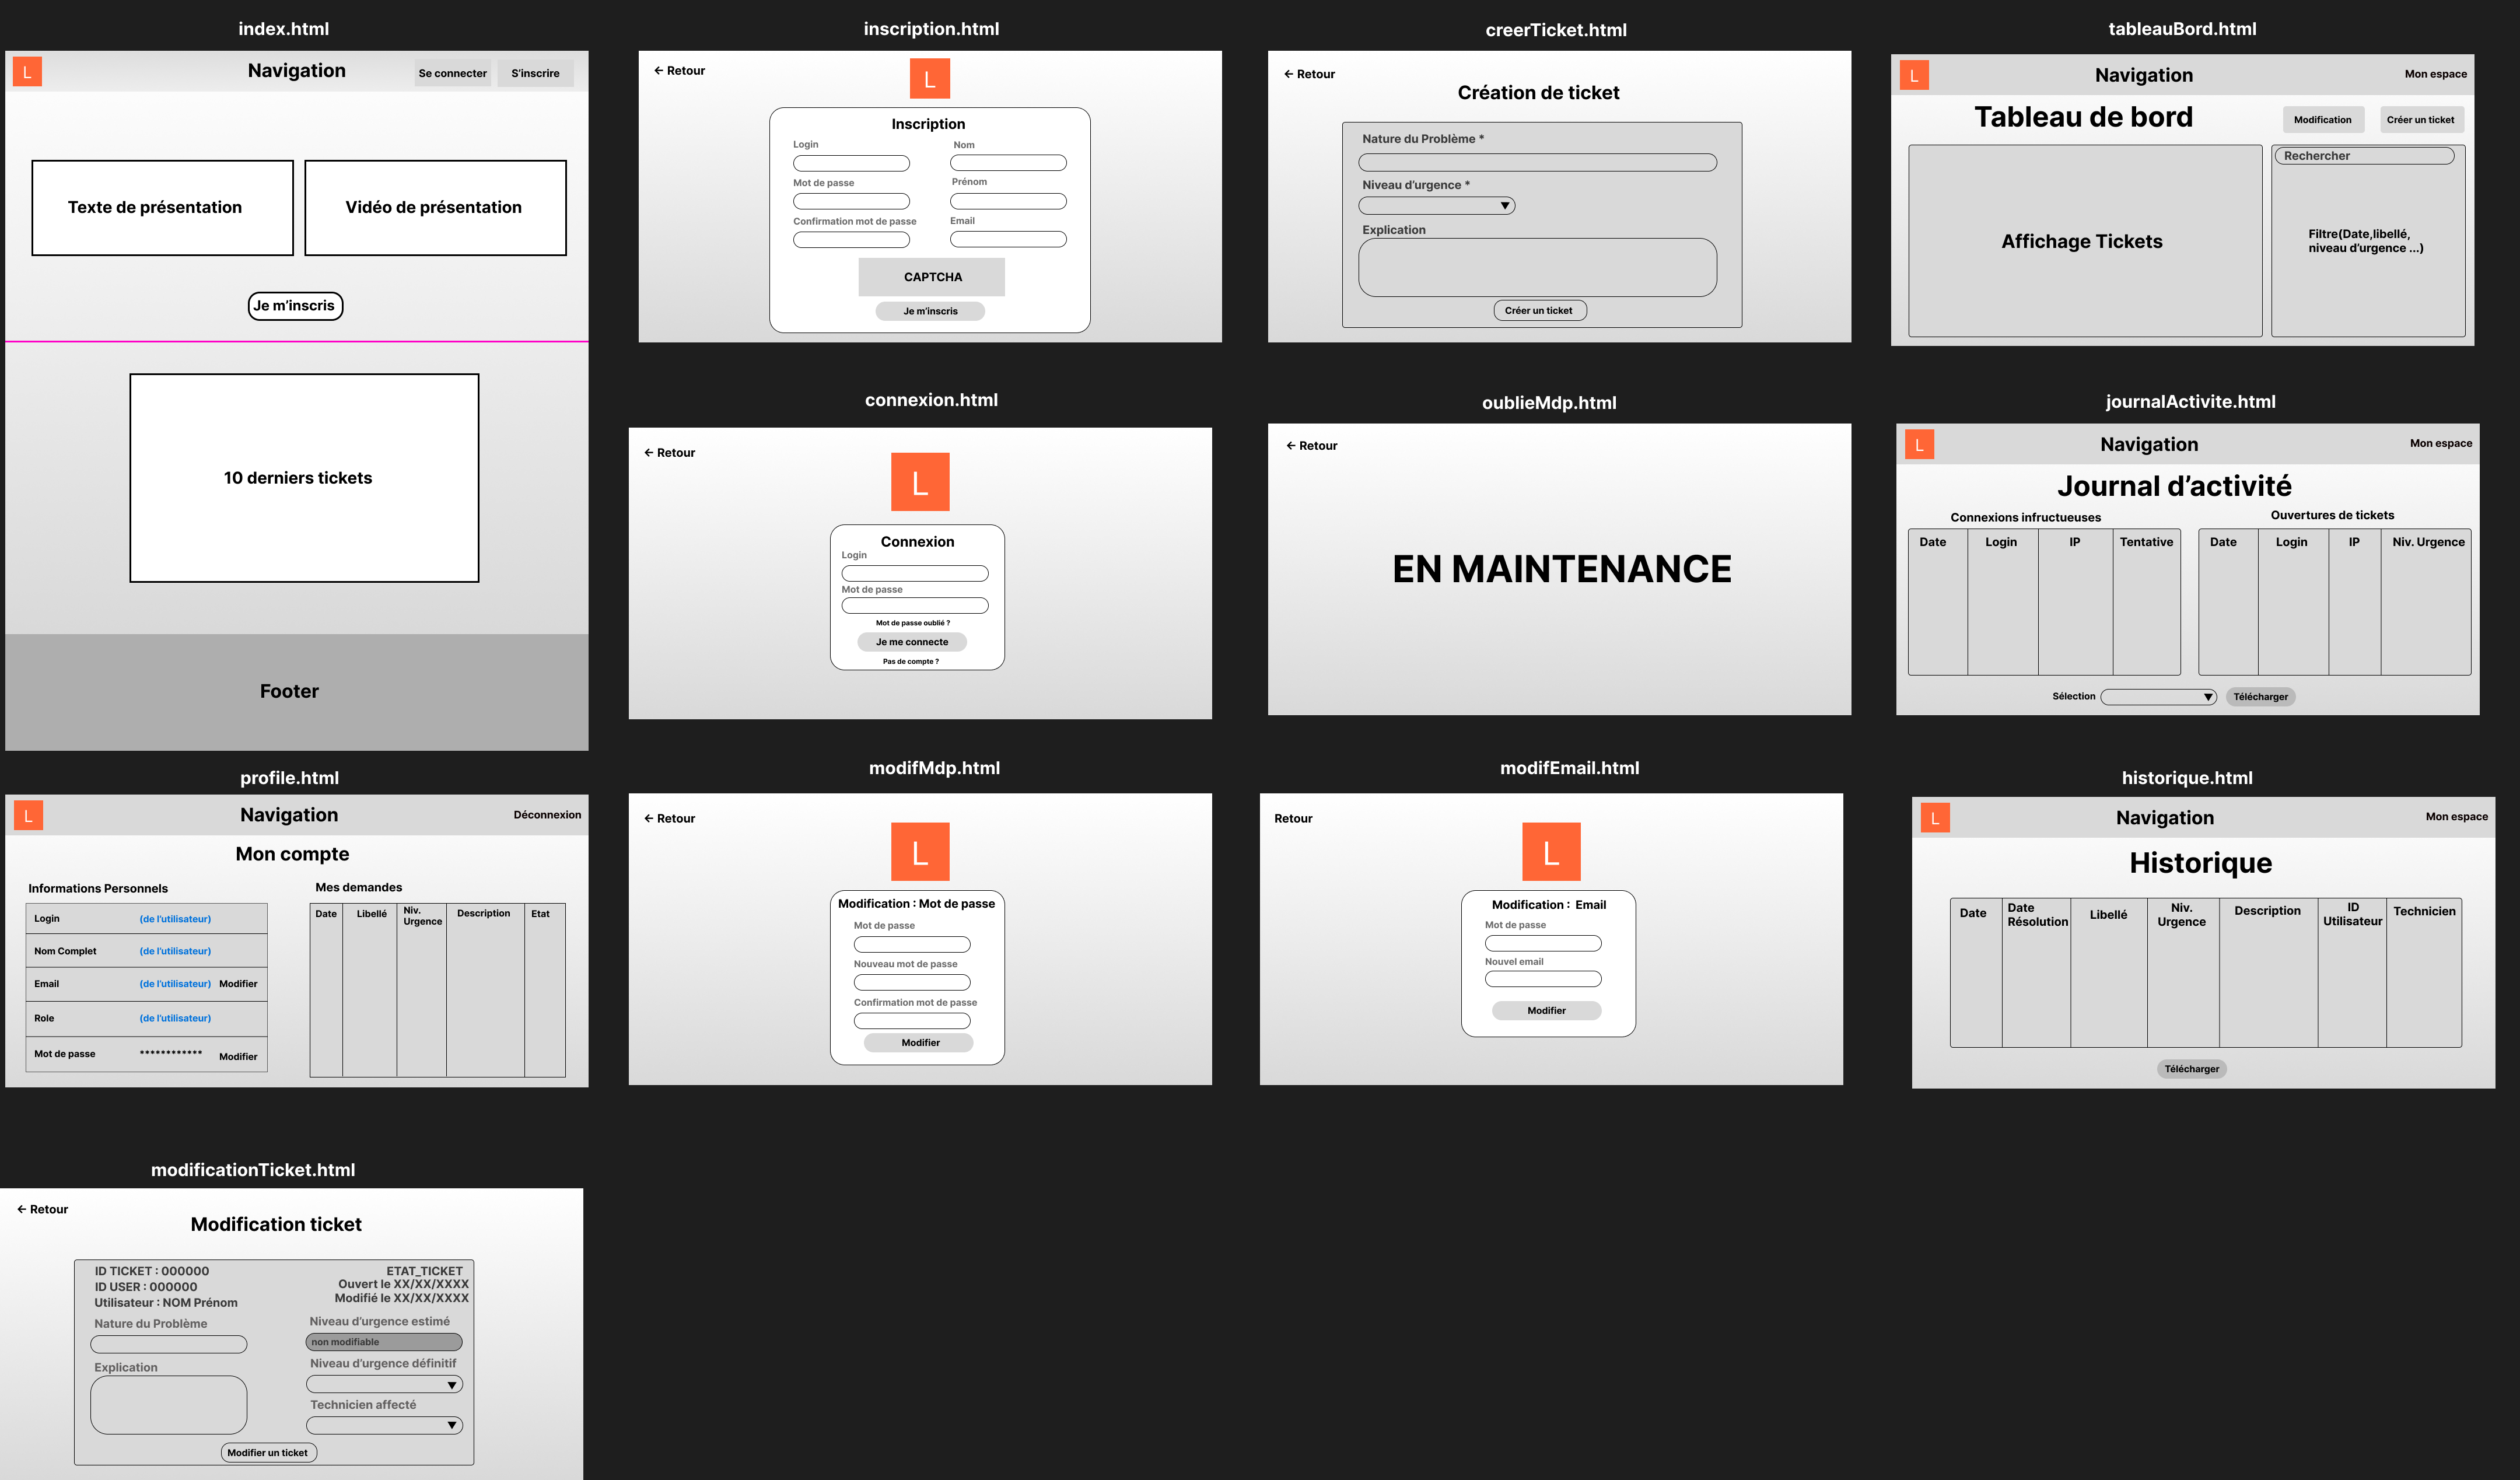 index.html
L
Navigation
Se connecter
S'inscrire
Texte de présentation
Vidéo de présentation
Je m'inscris
10 derniers tickets
Footer
inscription.html
← Retour
L
Inscription
Login
Nom
Mot de passe
Prénom
Confirmation mot de passe
Email
CAPTCHA
Je m'inscris
creerTicket.html
← Retour
Création de ticket
Nature du Problème *
Niveau d'urgence *
Explication
Créer un ticket
tableauBord.html
L
Navigation
Mon espace
Tableau de bord
Modification
Créer un ticket
Affichage Tickets
Rechercher
Filtre(Date,libellé,
niveau d'urgence ...)
connexion.html
← Retour
L
Connexion
Login
Mot de passe
Mot de passe oublié ?
Je me connecte
Pas de compte ?
oublieMdp.html
← Retour
EN MAINTENANCE
journalActivite.html
L
Navigation
Mon espace
Journal d'activité
Connexions infructueuses
Date
Login
IP
Tentative
Ouvertures de tickets
Date
Login
IP
Niv. Urgence
Sélection
Télécharger
profile.html
L
Navigation
Déconnexion
Mon compte
Informations Personnels
Login
(de l'utilisateur)
Nom Complet
(de l'utilisateur)
Email
(de l'utilisateur)
Modifier
Role
(de l'utilisateur)
Mot de passe
************
Modifier
Mes demandes
Date
Libellé
Niv.
Urgence
Description
Etat
modifMdp.html
← Retour
L
Modification : Mot de passe
Mot de passe
Nouveau mot de passe
Confirmation mot de passe
Modifier
modifEmail.html
Retour
L
Modification : Email
Mot de passe
Nouvel email
Modifier
historique.html
L
Navigation
Mon espace
Historique
Date
Date
Résolution
Libellé
Niv.
Urgence
Description
ID
Utilisateur
Technicien
Télécharger
modificationTicket.html
← Retour
Modification ticket
ID TICKET : 000000
ID USER : 000000
Utilisateur : NOM Prénom
ETAT_TICKET
Ouvert le XX/XX/XXXX
Modifié le XX/XX/XXXX
Nature du Problème
Explication
Niveau d'urgence estimé
non modifiable
Niveau d'urgence définitif
Technicien affecté
Modifier un ticket